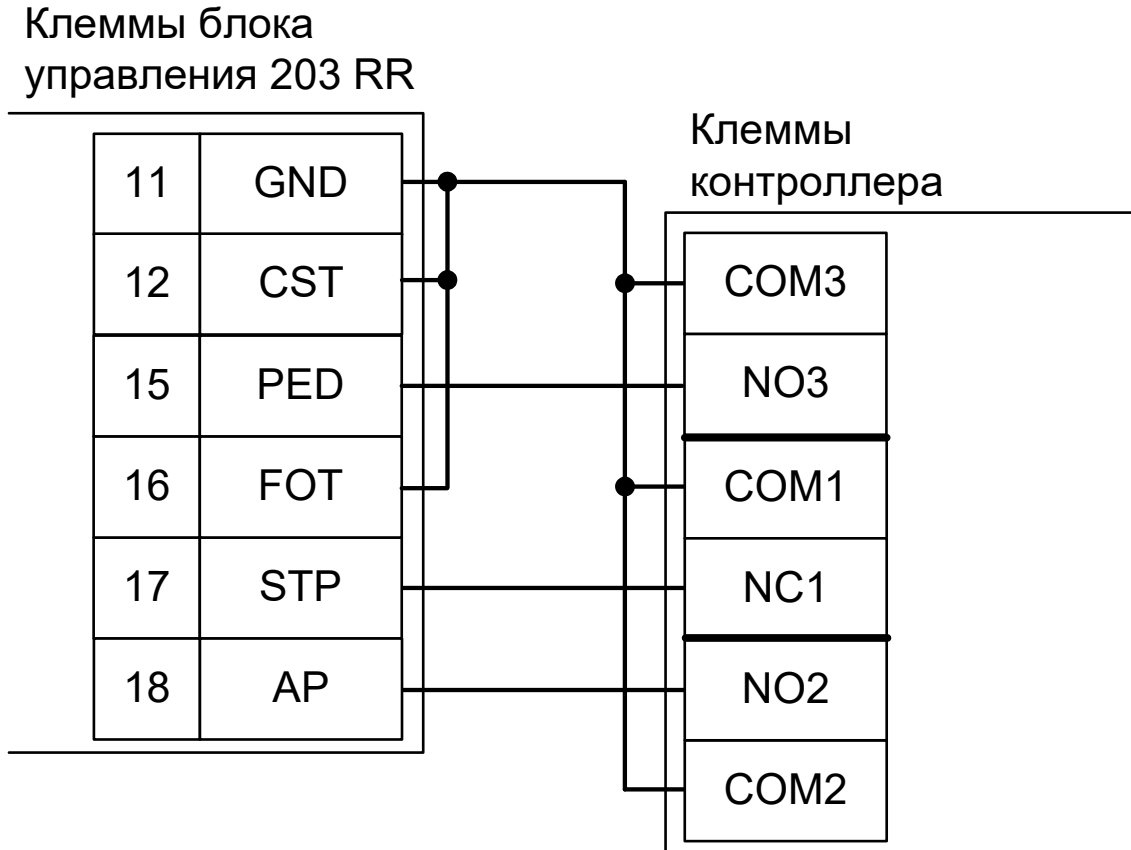 Клеммы блока
управления 203 RR
11 GND
12 CST
15 PED
16 FOT
17 STP
18 AP
Клеммы
контроллера
COM3
NO3
COM1
NC1
NO2
COM2